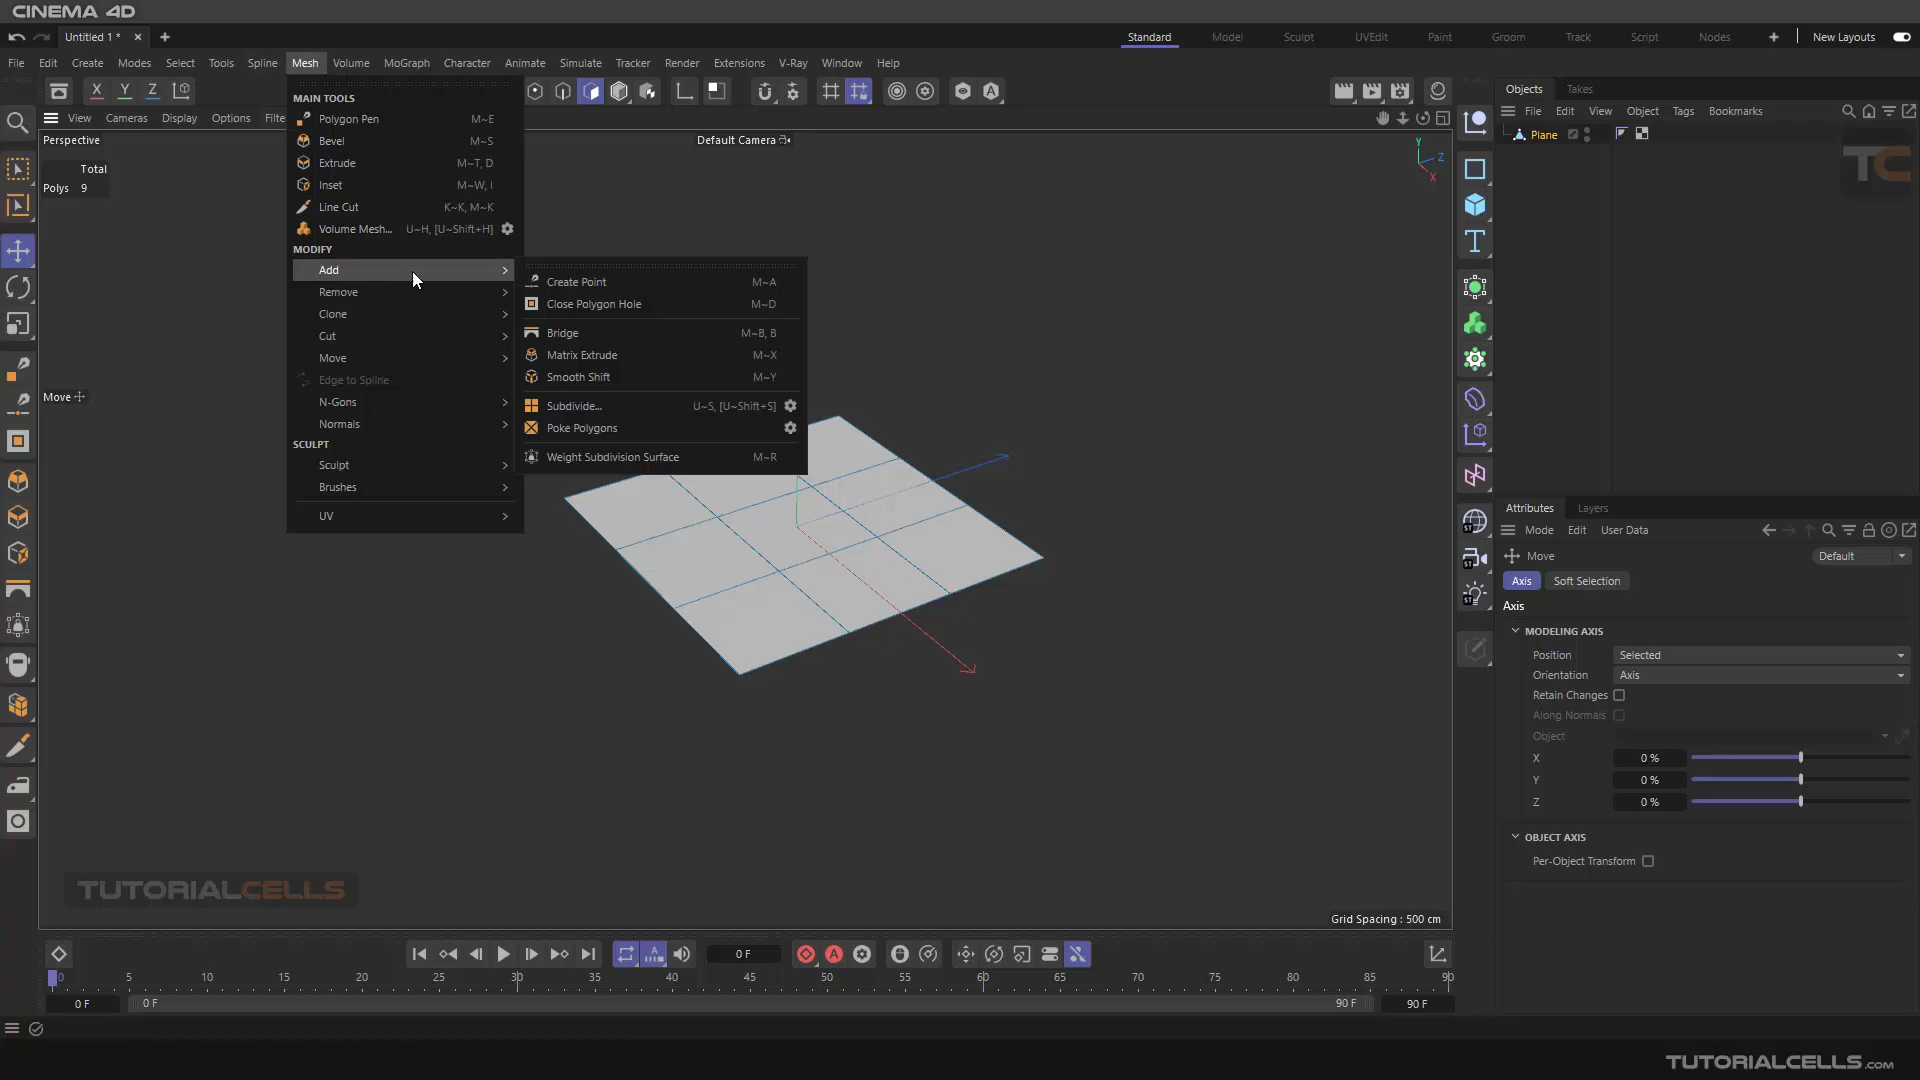 CINEMA 4D
Untitled 1 *
Standard Model Sculpt UVEdit Paint Groom Track Script Nodes New Layouts
File Edit Create Modes Select Tools Spline Mesh Volume MoGraph Character Animate Simulate Tracker Render Extensions V-Ray Window Help
X Y Z
View Cameras Display Options Filte
Perspective
Default Camera
Total
Polys 9
Move
MAIN TOOLS
Polygon Pen M~E
Bevel M~S
Extrude M~T, D
Inset M~W, I
Line Cut K~K, M~K
Volume Mesh... U~H, [U~Shift+H]
MODIFY
Add
Remove
Clone
Cut
Move
Edge to Spline
N-Gons
Normals
SCULPT
Sculpt
Brushes
UV
Create Point M~A
Close Polygon Hole M~D
Bridge M~B, B
Matrix Extrude M~X
Smooth Shift M~Y
Subdivide... U~S, [U~Shift+S]
Poke Polygons
Weight Subdivision Surface M~R
Y
Z
X
Grid Spacing : 500 cm
TUTORIALCELLS
Objects Takes
File Edit View Object Tags Bookmarks
Plane
TC
Attributes Layers
Mode Edit User Data
Move Default
Axis Soft Selection
Axis
MODELING AXIS
Position Selected
Orientation Axis
Retain Changes
Along Normals
Object
X 0 %
Y 0 %
Z 0 %
OBJECT AXIS
Per-Object Transform
ST
ST
ST
0 F
0 5 10 15 20 25 30 35 40 45 50 55 60 65 70 75 80 85 90
0 F 0 F 90 F 90 F
TUTORIALCELLS.COM